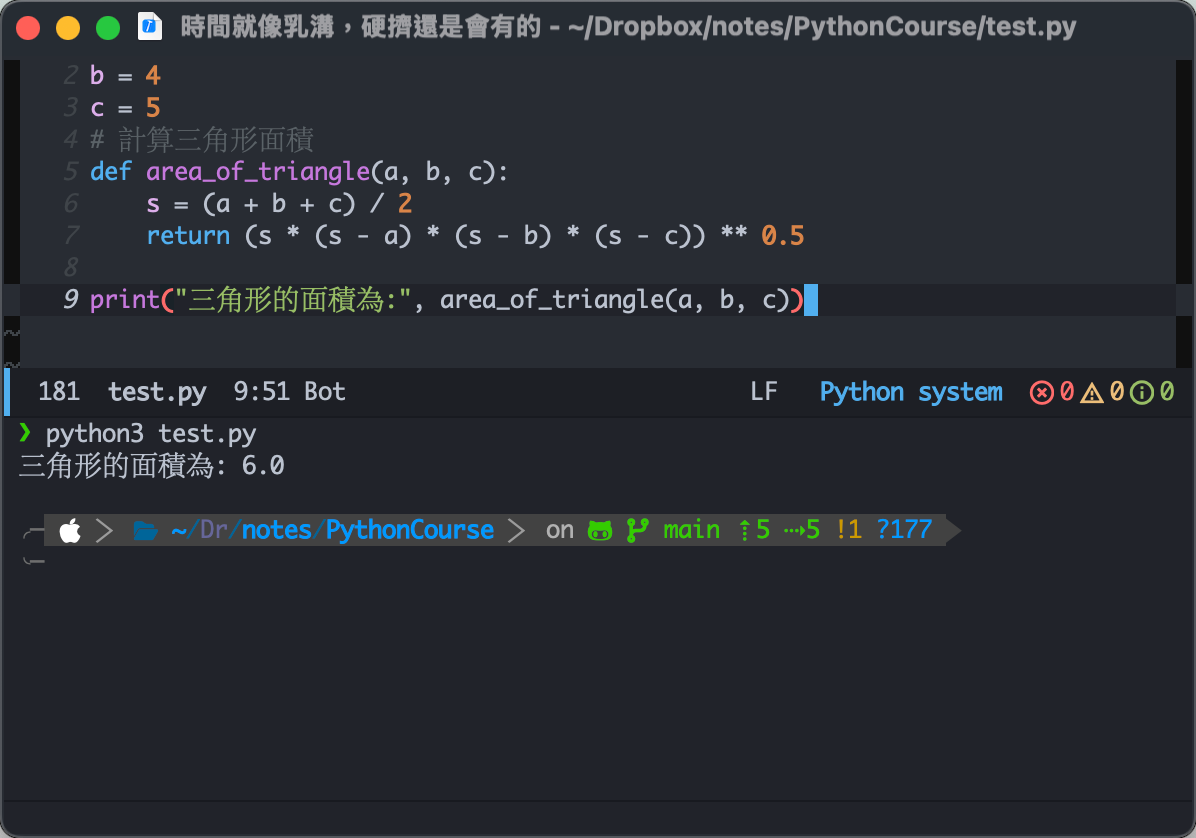 時間就像乳溝，硬擠還是會有的 - ~/Dropbox/notes/PythonCourse/test.py
2 b = 4
3 c = 5
4 # 計算三角形面積
5 def area_of_triangle(a, b, c):
6     s = (a + b + c) / 2
7     return (s * (s - a) * (s - b) * (s - c)) ** 0.5
8
9 print("三角形的面積為:", area_of_triangle(a, b, c))
181 test.py 9:51 Bot LF Python system 0 0 0
❯ python3 test.py
三角形的面積為: 6.0
~/Dr/notes/PythonCourse on main ⇡5 ⇢5 !1 ?177